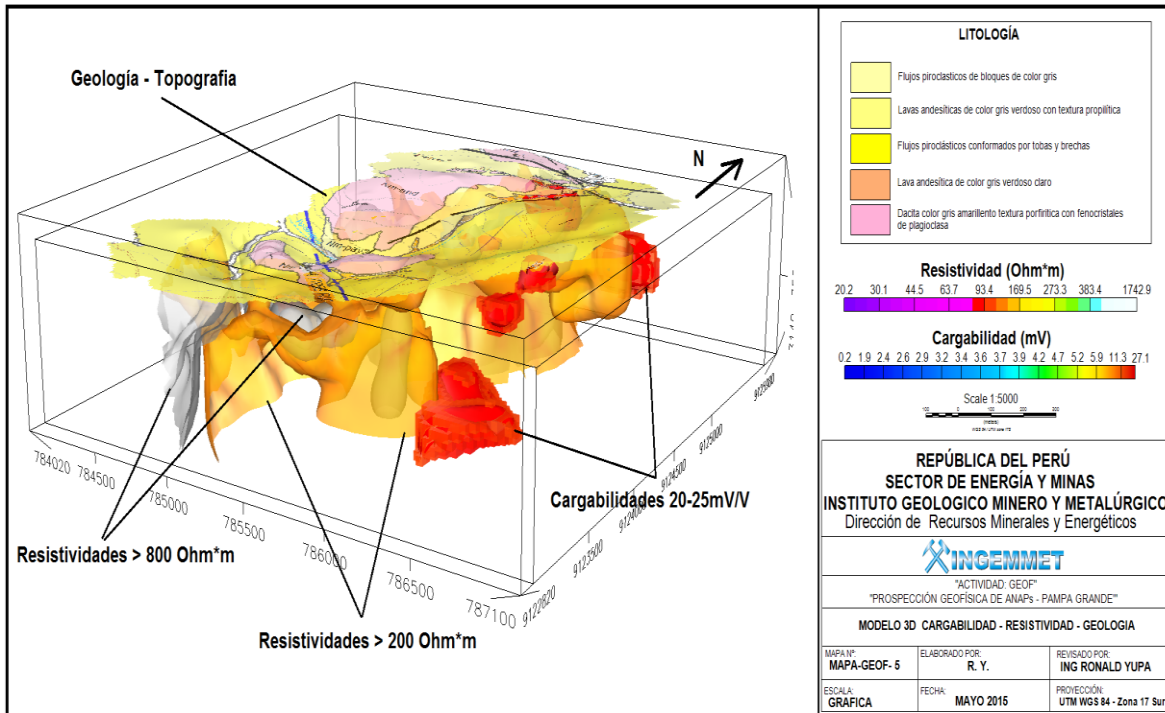 Geología - Topografia
N
784020
784500
785000
785500
786000
786500
787100
9122620
9123500
9124000
9124500
9125000
Cargabilidades 20-25mV/V
Resistividades > 800 Ohm*m
Resistividades > 200 Ohm*m
LITOLOGÍA
Flujos piroclasticos de bloques de color gris
Lavas andesíticas de color gris verdoso con textura propilítica
Flujos piroclásticos conformados por tobas y brechas
Lava andesítica de color gris verdoso claro
Dacita color gris amarillento textura porfirítica con fenocristales
de plagioclasa
Resistividad (Ohm*m)
20.2 30.1 44.5 63.7 93.4 169.5 273.3 383.4 1742.9
Cargabilidad (mV)
0.2 1.9 2.4 2.6 2.9 3.2 3.4 3.6 3.7 3.9 4.2 4.7 5.2 5.9 11.3 27.1
Scale 1:5000
REPÚBLICA DEL PERÚ
SECTOR DE ENERGÍA Y MINAS
INSTITUTO GEOLOGICO MINERO Y METALÚRGICO
Dirección de Recursos Minerales y Energéticos
INGEMMET
"ACTIVIDAD: GEOF"
"PROSPECCIÓN GEOFÍSICA DE ANAPs - PAMPA GRANDE"
MODELO 3D CARGABILIDAD - RESISTIVIDAD - GEOLOGIA
MAPA Nº: ELABORADO POR: REVISADO POR:
MAPA-GEOF- 5 R. Y. ING RONALD YUPA
ESCALA: FECHA: PROYECCIÓN:
GRAFICA MAYO 2015 UTM WGS 84 - Zona 17 Sur